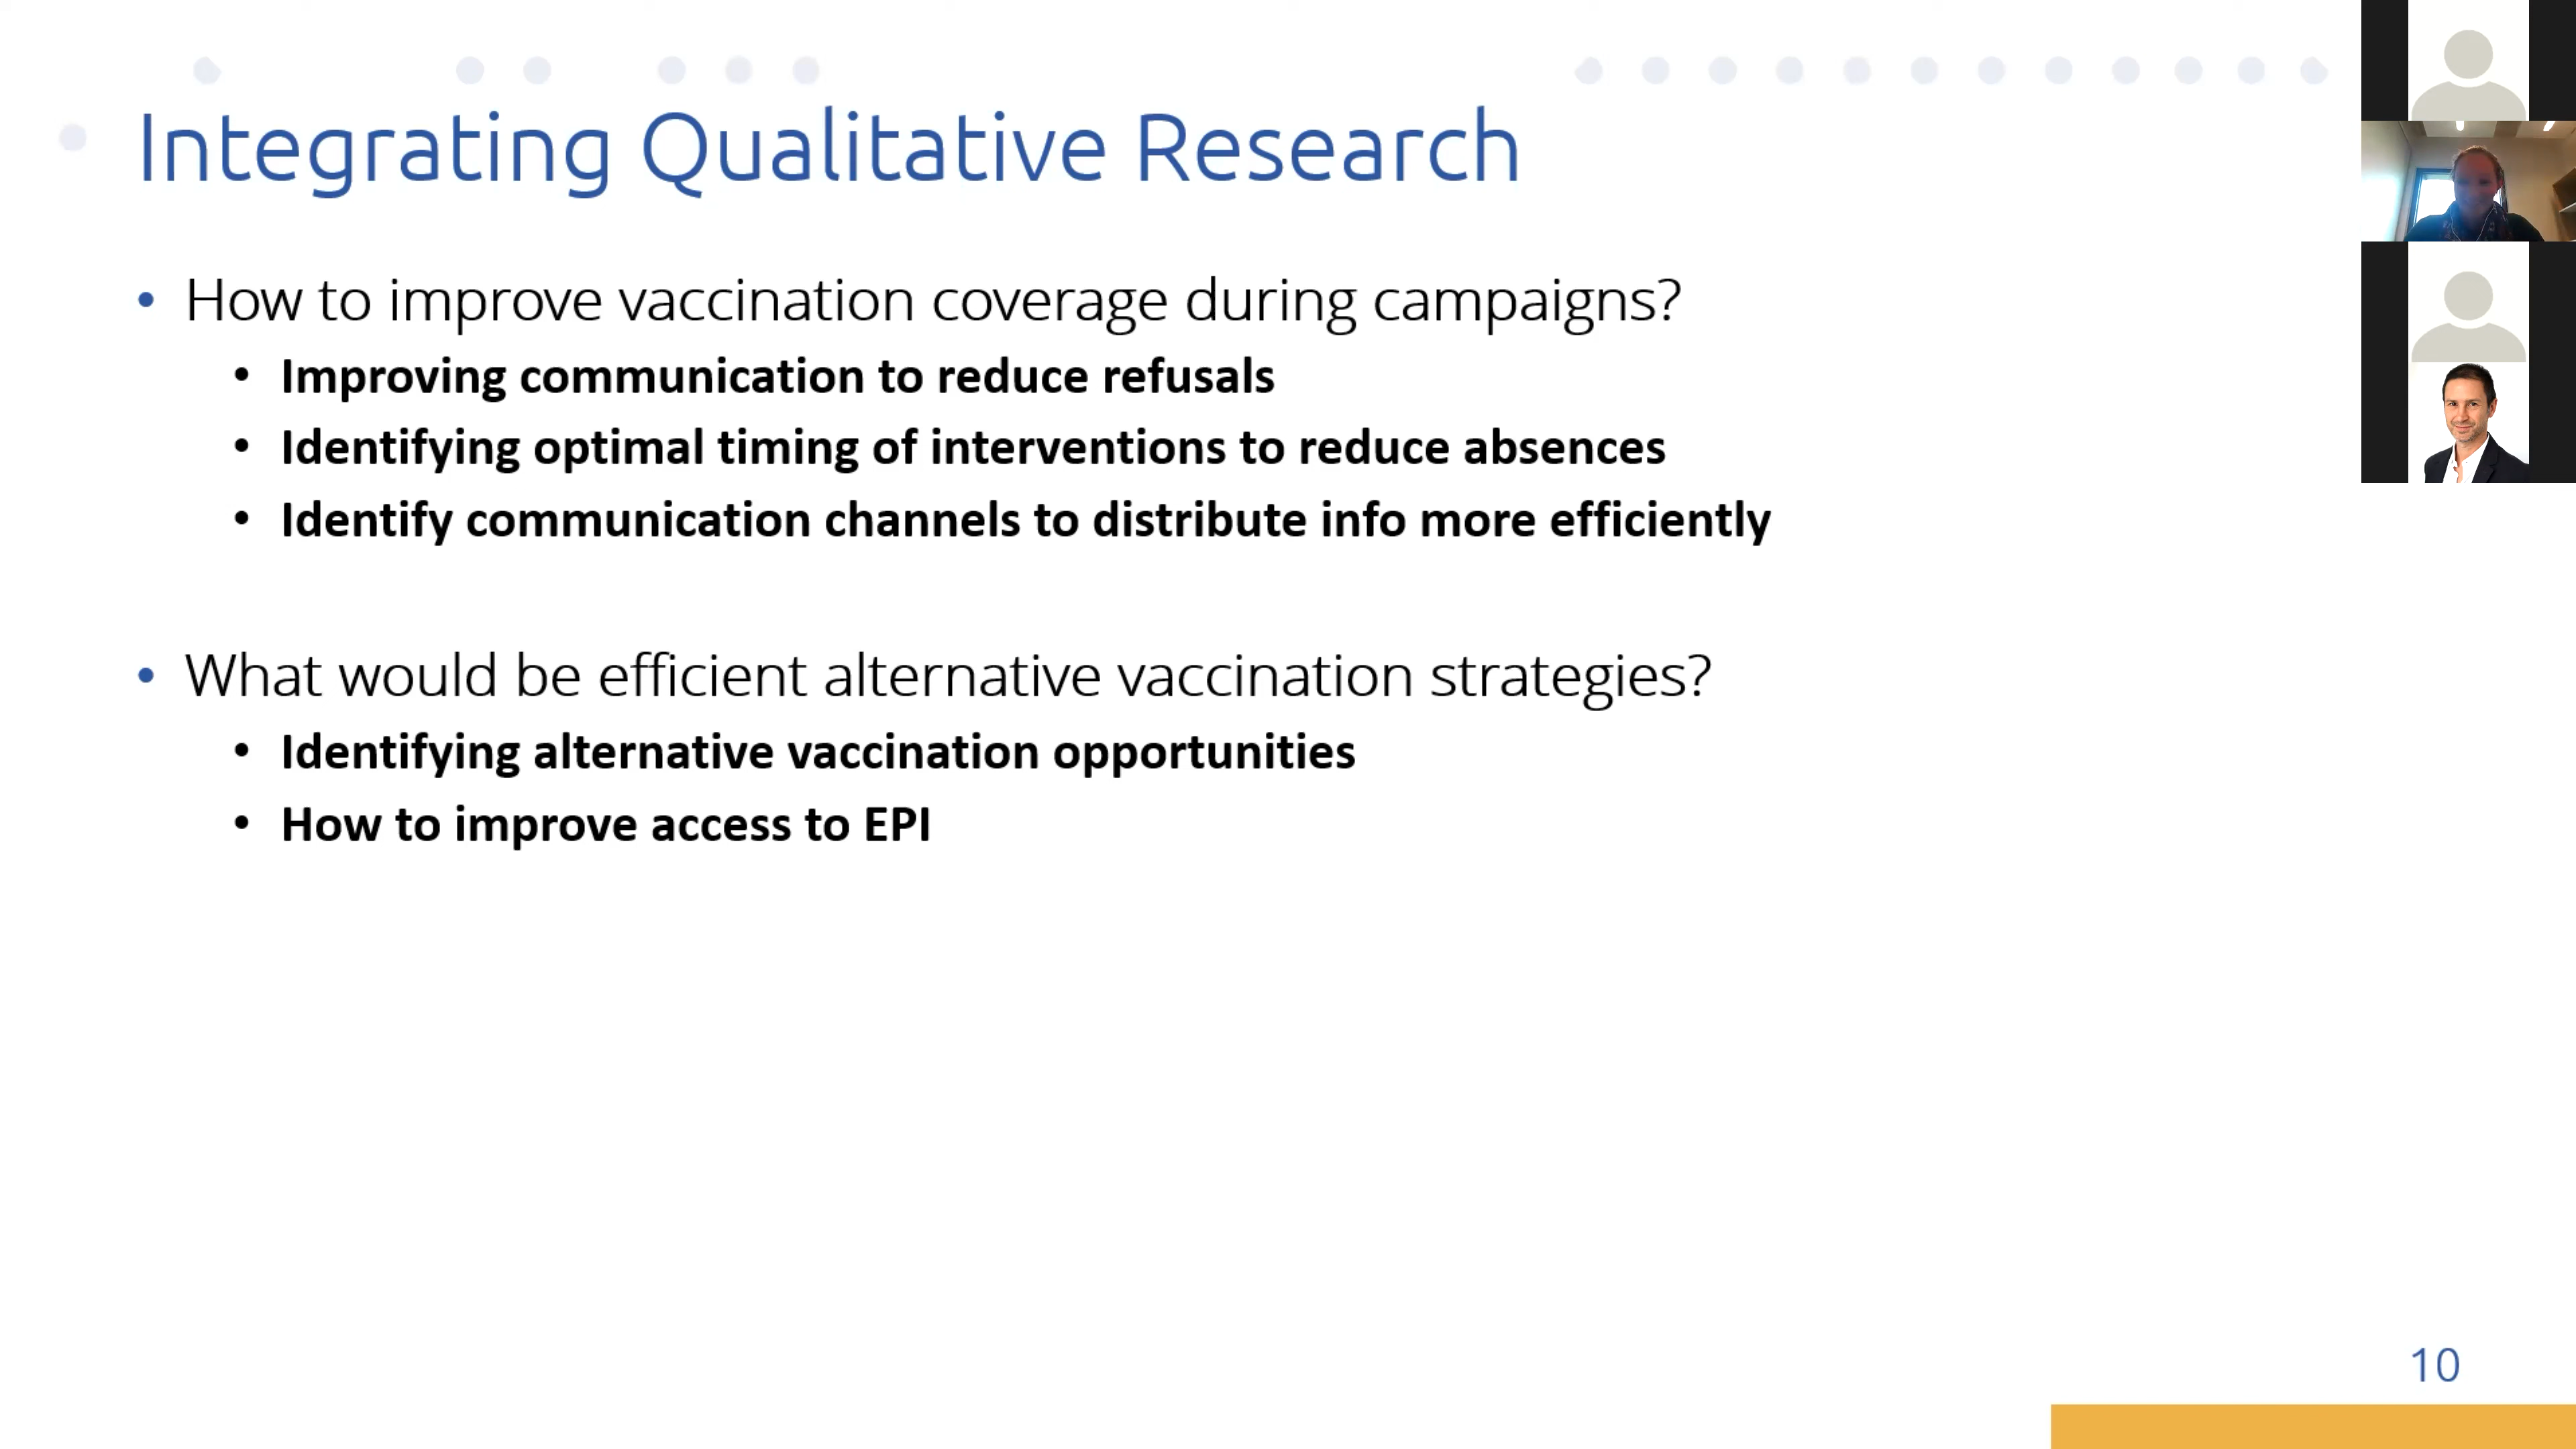 Integrating Qualitative Research
• How to improve vaccination coverage during campaigns?
• Improving communication to reduce refusals
• Identifying optimal timing of interventions to reduce absences
• Identify communication channels to distribute info more efficiently
• What would be efficient alternative vaccination strategies?
• Identifying alternative vaccination opportunities
• How to improve access to EPI
10